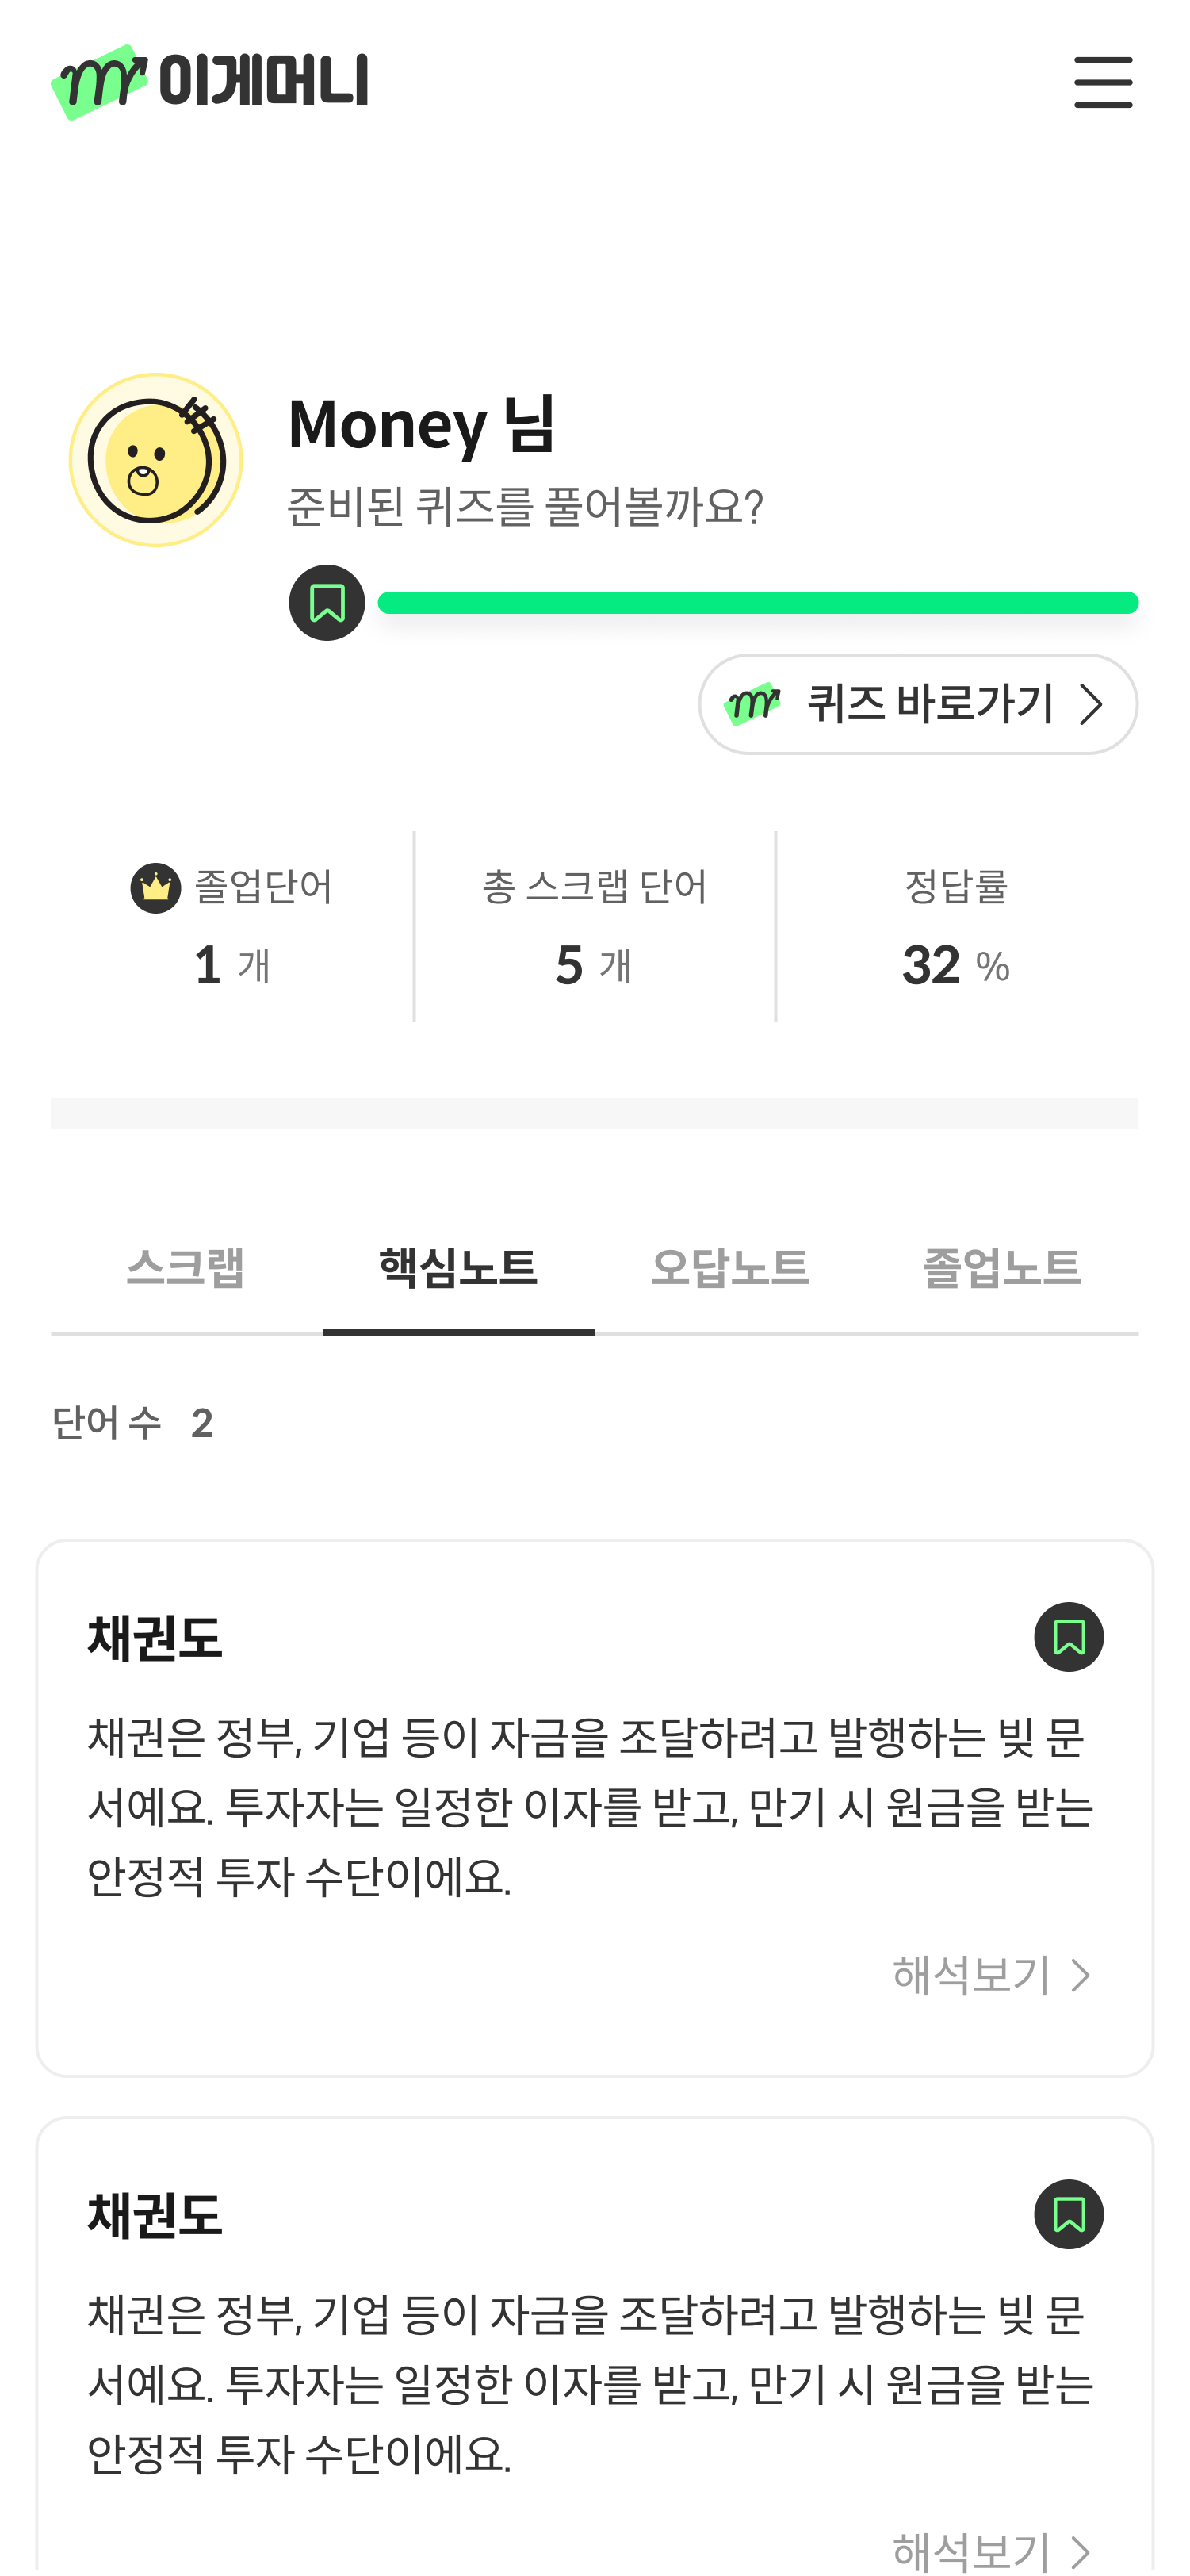 이게머니
Money 님
준비된 퀴즈를 풀어볼까요?
퀴즈 바로가기
졸업단어
1 개
총 스크랩 단어
5 개
정답률
32 %
스크랩
핵심노트
오답노트
졸업노트
단어 수 2
채권도
채권은 정부, 기업 등이 자금을 조달하려고 발행하는 빚 문
서예요. 투자자는 일정한 이자를 받고, 만기 시 원금을 받는
안정적 투자 수단이에요.
해석보기
채권도
채권은 정부, 기업 등이 자금을 조달하려고 발행하는 빚 문
서예요. 투자자는 일정한 이자를 받고, 만기 시 원금을 받는
안정적 투자 수단이에요.
해석보기